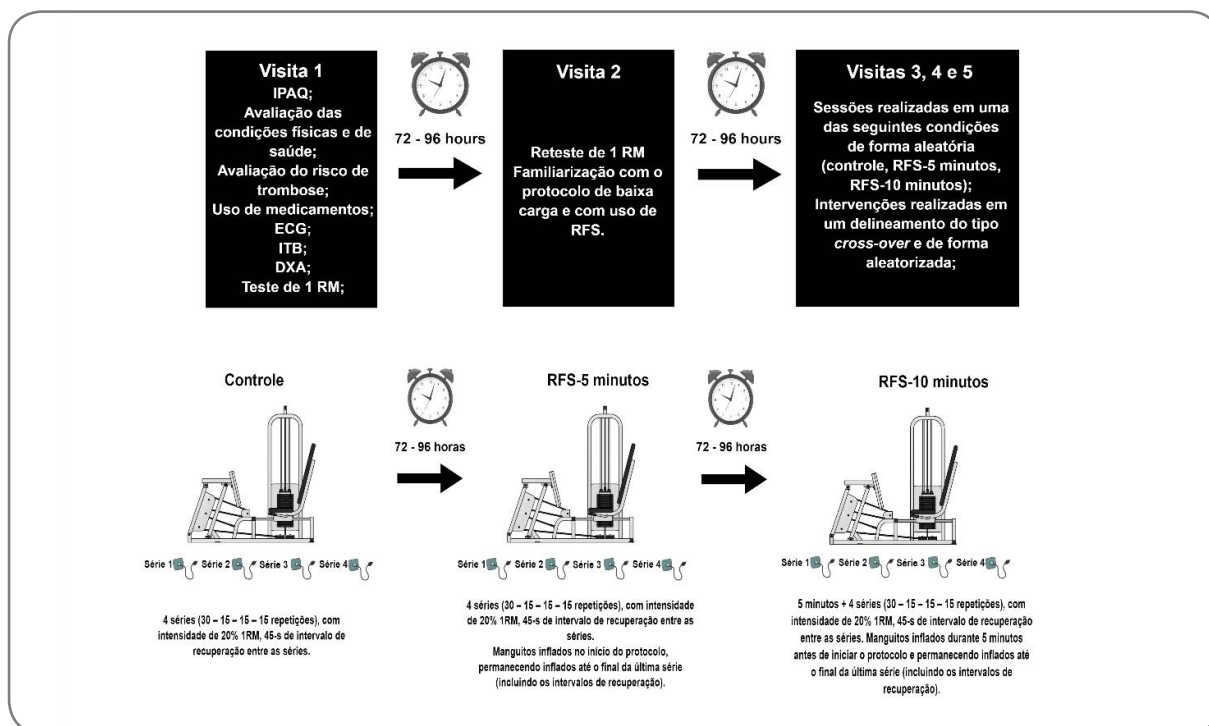 Visita 1
IPAQ;
Avaliação das
condições físicas e de
saúde;
Avaliação do risco de
trombose;
Uso de medicamentos;
ECG;
ITB;
DXA;
Teste de 1 RM;
72 - 96 hours
Visita 2
Reteste de 1 RM
Familiarização com o
protocolo de baixa
carga e com uso de
RFS.
72 - 96 hours
Visitas 3, 4 e 5
Sessões realizadas em uma
das seguintes condições
de forma aleatória
(controle, RFS-5 minutos,
RFS-10 minutos);
Intervenções realizadas em
um delineamento do tipo
cross-over e de forma
aleatorizada;
Controle
72 - 96 horas
RFS-5 minutos
72 - 96 horas
RFS-10 minutos
Série 1 Série 2 Série 3 Série 4
Série 1 Série 2 Série 3 Série 4
Série 1 Série 2 Série 3 Série 4
4 séries (30 – 15 – 15 – 15 repetições), com
intensidade de 20% 1RM, 45-s de intervalo de
recuperação entre as séries.
4 séries (30 – 15 – 15 – 15 repetições), com intensidade
de 20% 1RM, 45-s de intervalo de recuperação entre as
séries.
Manguitos inflados no início do protocolo,
permanecendo inflados até o final da última série
(incluindo os intervalos de recuperação).
5 minutos + 4 séries (30 – 15 – 15 – 15 repetições), com
intensidade de 20% 1RM, 45-s de intervalo de recuperação
entre as séries. Manguitos inflados durante 5 minutos
antes de iniciar o protocolo e permanecendo inflados até
o final da última série (incluindo os intervalos de
recuperação).